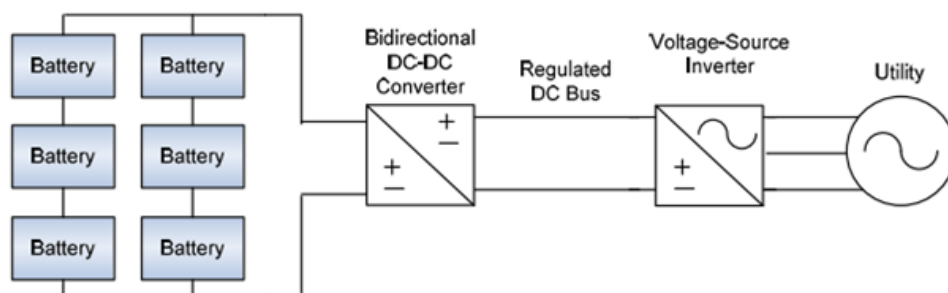 Battery
Battery
Bidirectional
DC-DC
Converter
Regulated
DC Bus
Voltage-Source
Inverter
Utility
Battery
Battery
Battery
Battery
+
−
+
−
+
−